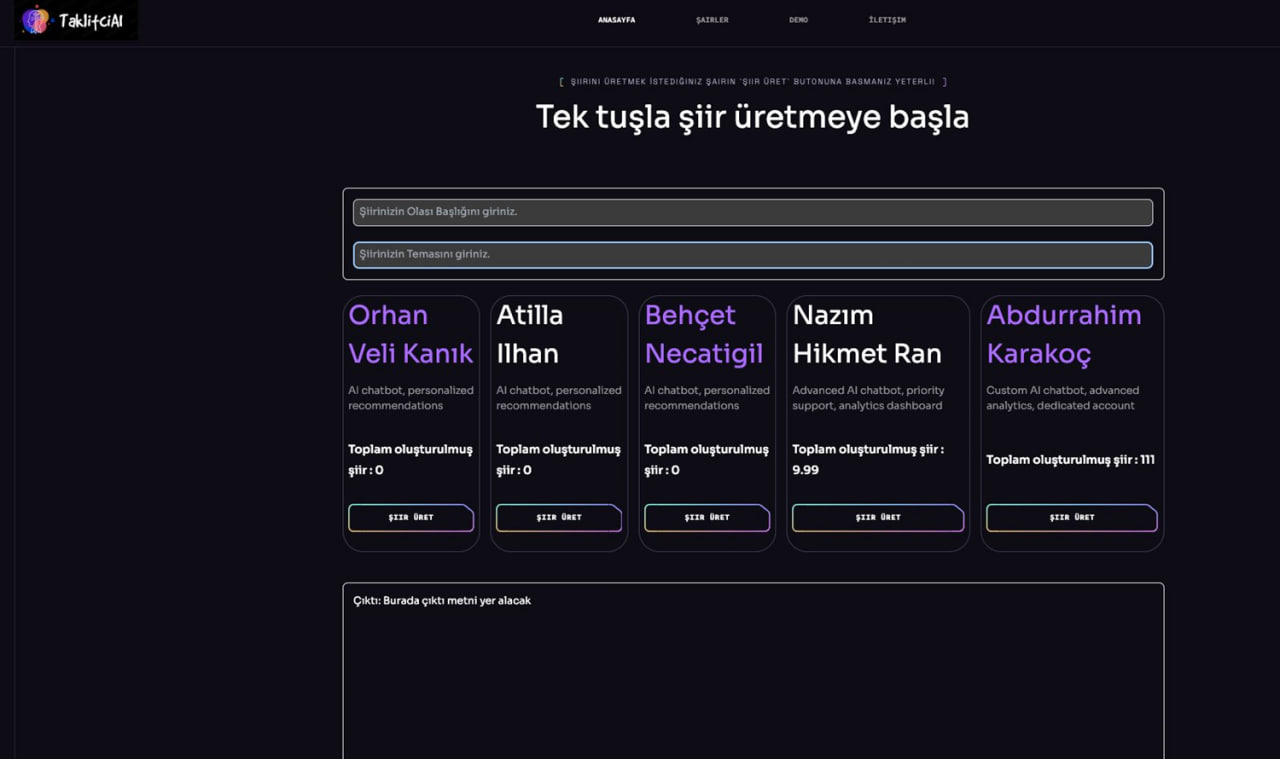 TaklitciAI
ANASAYFA
ŞAIRLER
DEMO
İLETIŞIM
[ ŞIIRINI ÜRETMEK İSTEDIĞINIZ ŞAIRIN `ŞIIR ÜRET` BUTONUNA BASMANIZ YETERLI! ]
Tek tuşla şiir üretmeye başla
Şiirinizin Olası Başlığını giriniz.
Şiirinizin Temasını giriniz.
Orhan
Veli Kanık
AI chatbot, personalized
recommendations
Toplam oluşturulmuş
şiir : 0
ŞIIR ÜRET
Atilla
Ilhan
AI chatbot, personalized
recommendations
Toplam oluşturulmuş
şiir : 0
ŞIIR ÜRET
Behçet
Necatigil
AI chatbot, personalized
recommendations
Toplam oluşturulmuş
şiir : 0
ŞIIR ÜRET
Nazım
Hikmet Ran
Advanced AI chatbot, priority
support, analytics dashboard
Toplam oluşturulmuş şiir :
9.99
ŞIIR ÜRET
Abdurrahim
Karakoç
Custom AI chatbot, advanced
analytics, dedicated account
Toplam oluşturulmuş şiir : 111
ŞIIR ÜRET
Çıktı: Burada çıktı metni yer alacak